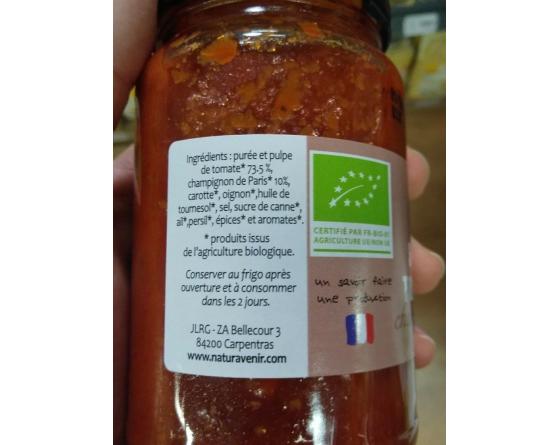 Ingrédients : purée et pulpe
de tomate* 73,5 %,
champignon de Paris* 10%,
carotte*, oignon*,huile de
tournesol*, sel, sucre de canne*,
ail*,persil*, épices* et aromates*.
* produits issus
de l'agriculture biologique.
Conserver au frigo après
ouverture et à consommer
dans les 2 jours.
JLRG - ZA Bellecour 3
84200 Carpentras
www.naturavenir.com
CERTIFIÉ PAR FR-BIO-
AGRICULTURE UE/NON UE
un savoir faire
une production